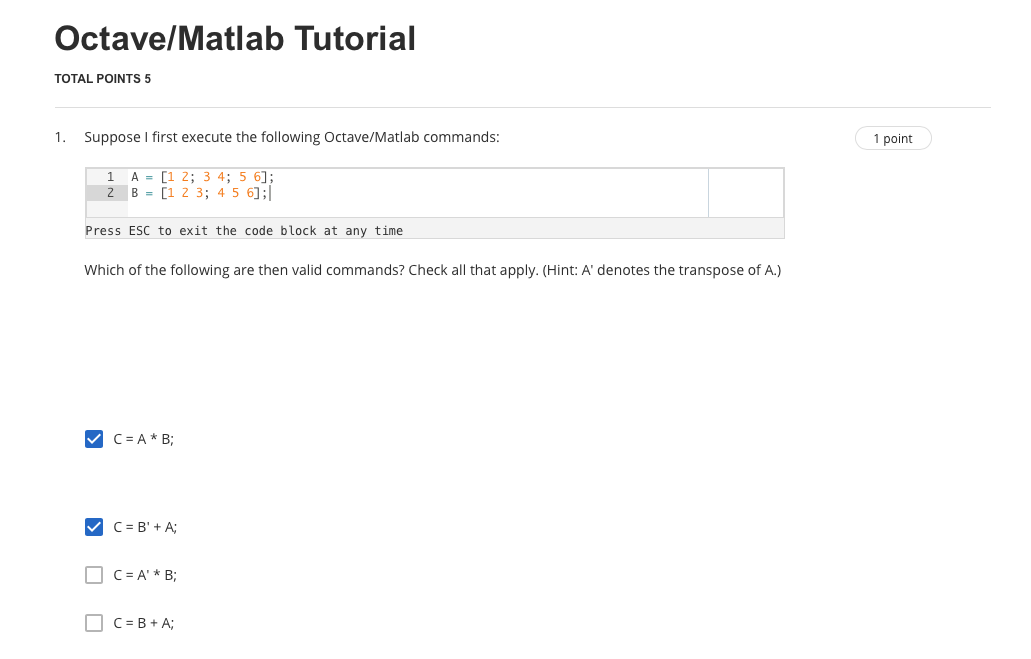 Octave/Matlab Tutorial
TOTAL POINTS 5
1. Suppose I first execute the following Octave/Matlab commands:
1 point
1 A = [1 2; 3 4; 5 6];
2 B = [1 2 3; 4 5 6];
Press ESC to exit the code block at any time
Which of the following are then valid commands? Check all that apply. (Hint: A' denotes the transpose of A.)
C = A * B;
C = B' + A;
C = A' * B;
C = B + A;